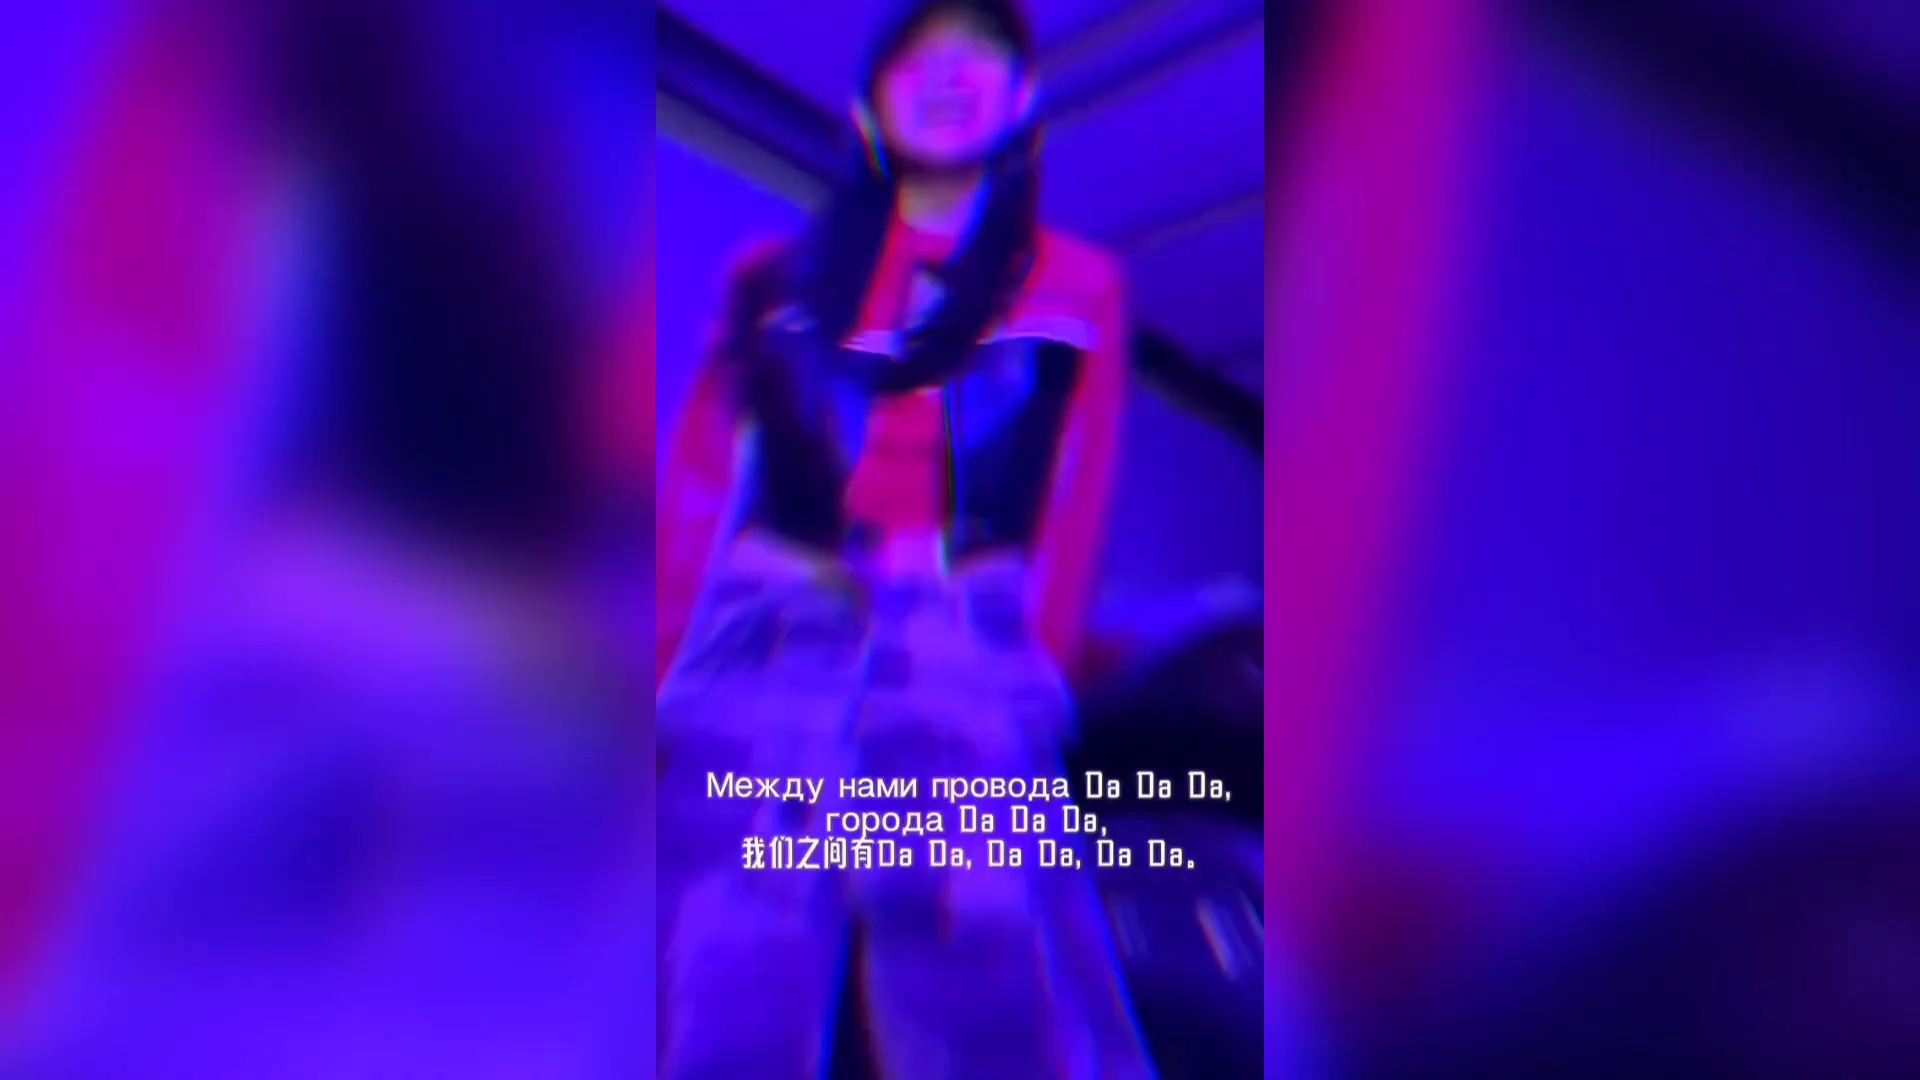 Между нами провода Da Da Da,
города Da Da Da,
我们之间有Da Da, Da Da, Da Da。